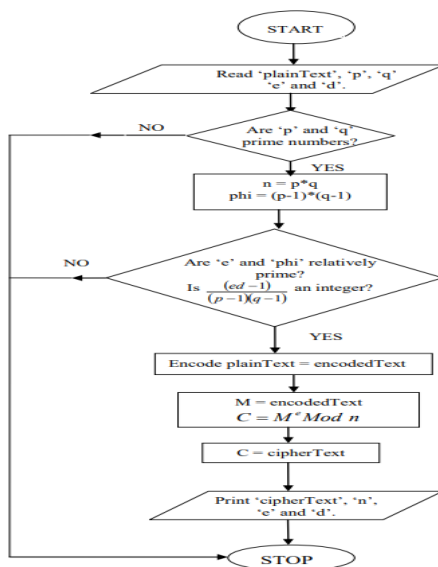 START
Read ‘plainText’, ‘p’, ‘q’
‘e’ and ‘d’.
NO
Are ‘p’ and ‘q’
prime numbers?
YES
n = p*q
phi = (p-1)*(q-1)
NO
Are ‘e’ and ‘phi’ relatively
prime?
Is (ed −1)/(p−1)(q−1) an integer?
YES
Encode plainText = encodedText
M = encodedText
C = M^e Mod n
C = cipherText
Print ‘cipherText’, ‘n’,
‘e’ and ‘d’.
STOP